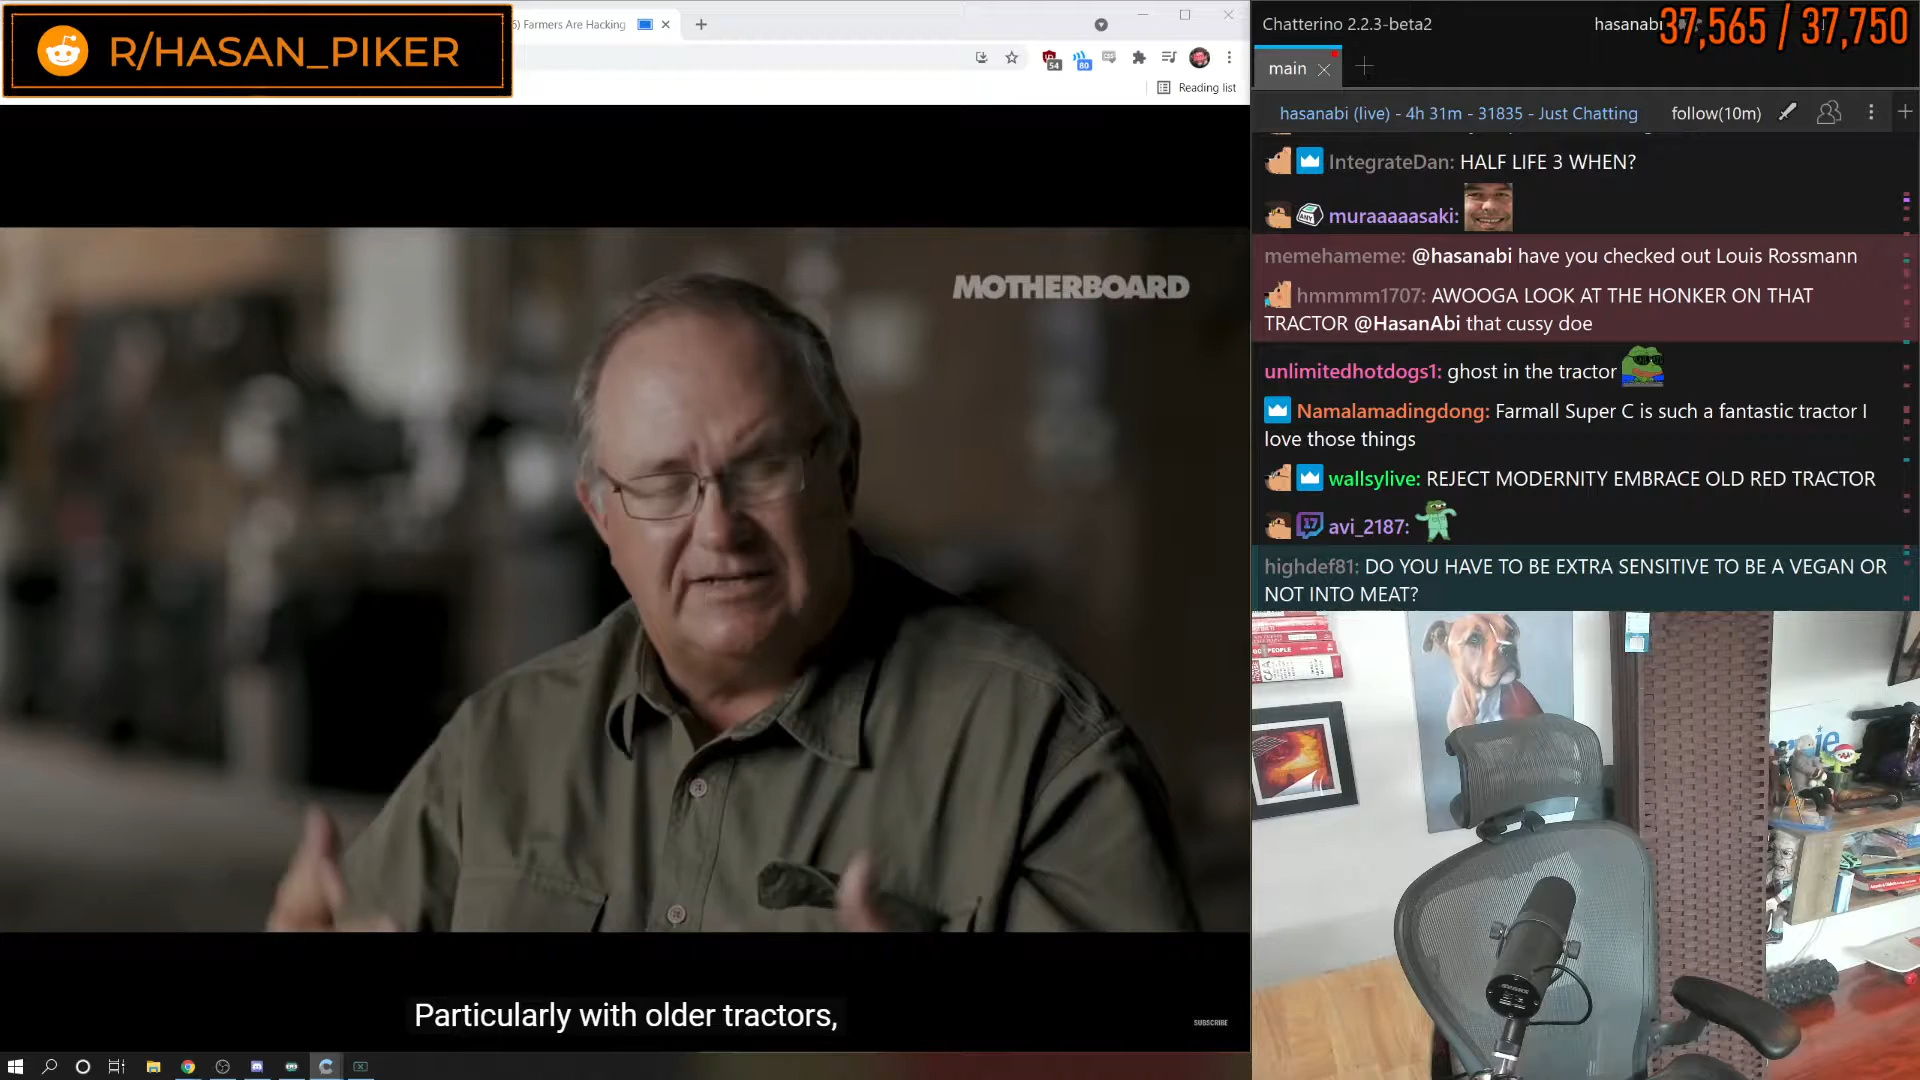 R/HASAN_PIKER
) Farmers Are Hacking
54
80
Reading list
MOTHERBOARD
Particularly with older tractors,
SUBSCRIBE
Chatterino 2.2.3-beta2
hasanabi
37,565 / 37,750
main
hasanabi (live) - 4h 31m - 31835 - Just Chatting
follow(10m)
IntegrateDan: HALF LIFE 3 WHEN?
muraaaaasaki:
memehameme: @hasanabi have you checked out Louis Rossmann
hmmmm1707: AWOOGA LOOK AT THE HONKER ON THAT
TRACTOR @HasanAbi that cussy doe
unlimitedhotdogs1: ghost in the tractor
Namalamadingdong: Farmall Super C is such a fantastic tractor I
love those things
wallsylive: REJECT MODERNITY EMBRACE OLD RED TRACTOR
17 avi_2187:
highdef81: DO YOU HAVE TO BE EXTRA SENSITIVE TO BE A VEGAN OR
NOT INTO MEAT?
PEOPLE